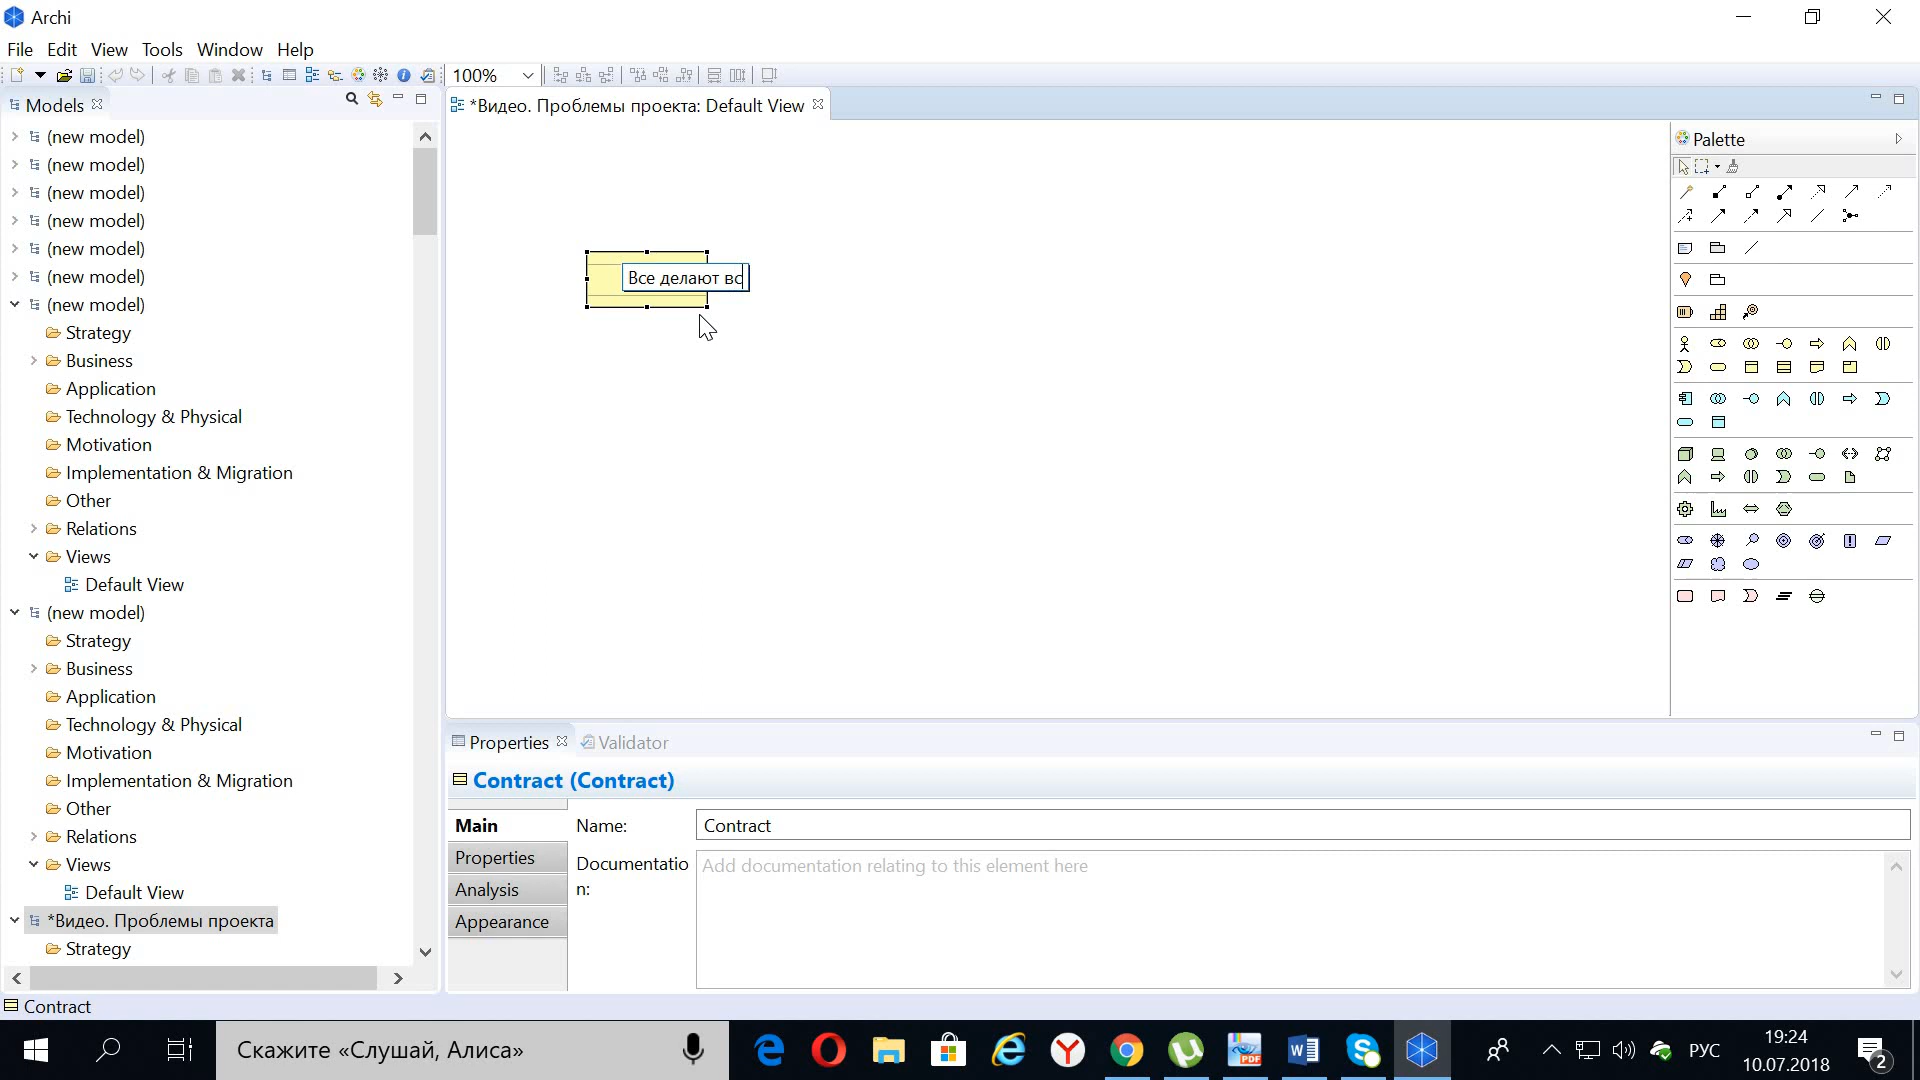 Archi
File Edit View Tools Window Help
100%
Models
*Видео. Проблемы проекта: Default View
Palette
(new model)
(new model)
(new model)
(new model)
(new model)
(new model)
(new model)
Strategy
Business
Application
Technology & Physical
Motivation
Implementation & Migration
Other
Relations
Views
Default View
(new model)
Strategy
Business
Application
Technology & Physical
Motivation
Implementation & Migration
Other
Relations
Views
Default View
*Видео. Проблемы проекта
Strategy
Все делают вс
Properties Validator
Contract (Contract)
Main
Properties
Analysis
Appearance
Name: Contract
Documentatio
n:
Add documentation relating to this element here
Contract
Скажите «Слушай, Алиса»
PDF
РУС
19:24
10.07.2018
2